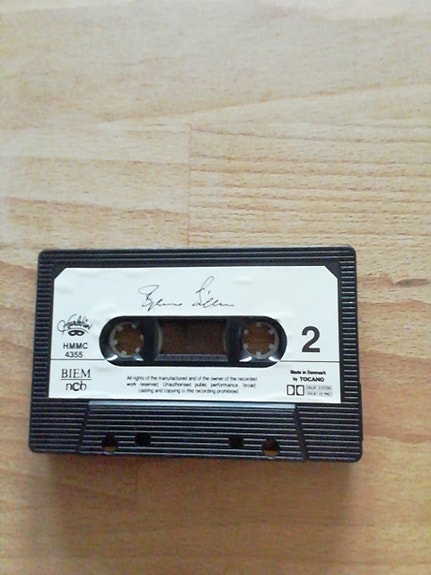 HMMC
4355
BIEM
ncb
2
All rights of the manufactured and of the owner of the recorded
work reserved. Unauthorised public performance, broad-
casting and copying of this recording prohibited.
Made in Denmark
by TOCANO